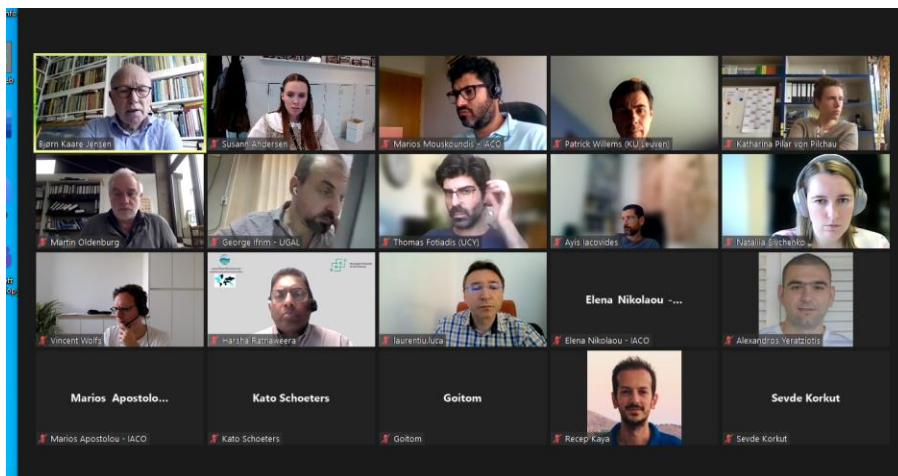 Bjørn Kaare Jensen
Susann Andersen
Marios Mouskoundis - IACO
Patrick Willems (KU Leuven)
Katharina Pilar von Pilchau
Martin Oldenburg
George Ifrim - UGAL
Thomas Fotiadis (UCY)
Ayis Iacovides
Nataliia
Vincent Wolfs
Harsha Ratnaweera
laurentiu.luca
Elena Nikolaou -...
Elena Nikolaou - IACO
Alexandros Yeratziotis
Marios Apostolo...
Marios Apostolou - IACO
Kato Schoeters
Kato Schoeters
Goitom
Goitom
Recep Kaya
Sevde Korkut
Sevde Korkut